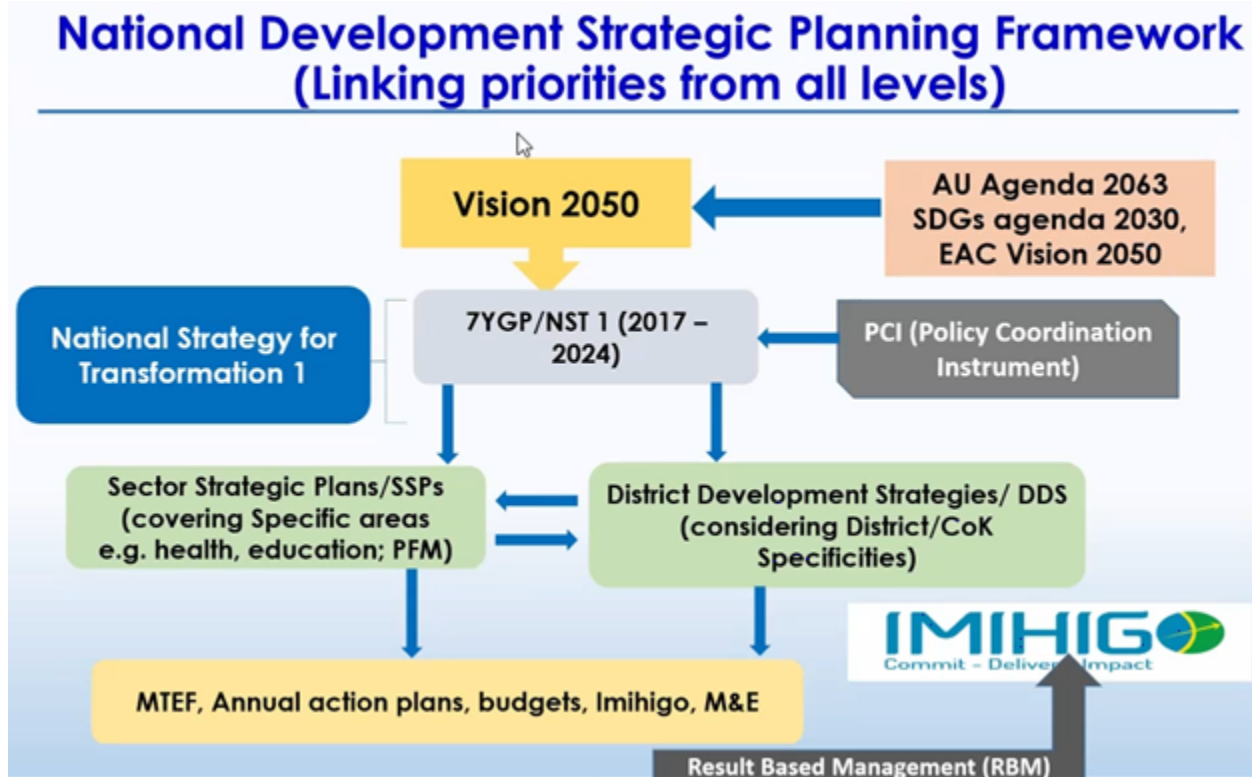 National Development Strategic Planning Framework
(Linking priorities from all levels)
Vision 2050
AU Agenda 2063
SDGs agenda 2030,
EAC Vision 2050
National Strategy for
Transformation 1
7YGP/NST 1 (2017 –
2024)
PCI (Policy Coordination
Instrument)
Sector Strategic Plans/SSPs
(covering Specific areas
e.g. health, education; PFM)
District Development Strategies/ DDS
(considering District/CoK
Specificities)
IMIHIGO
Commit – Deliver Impact
MTEF, Annual action plans, budgets, Imihigo, M&E
Result Based Management (RBM)